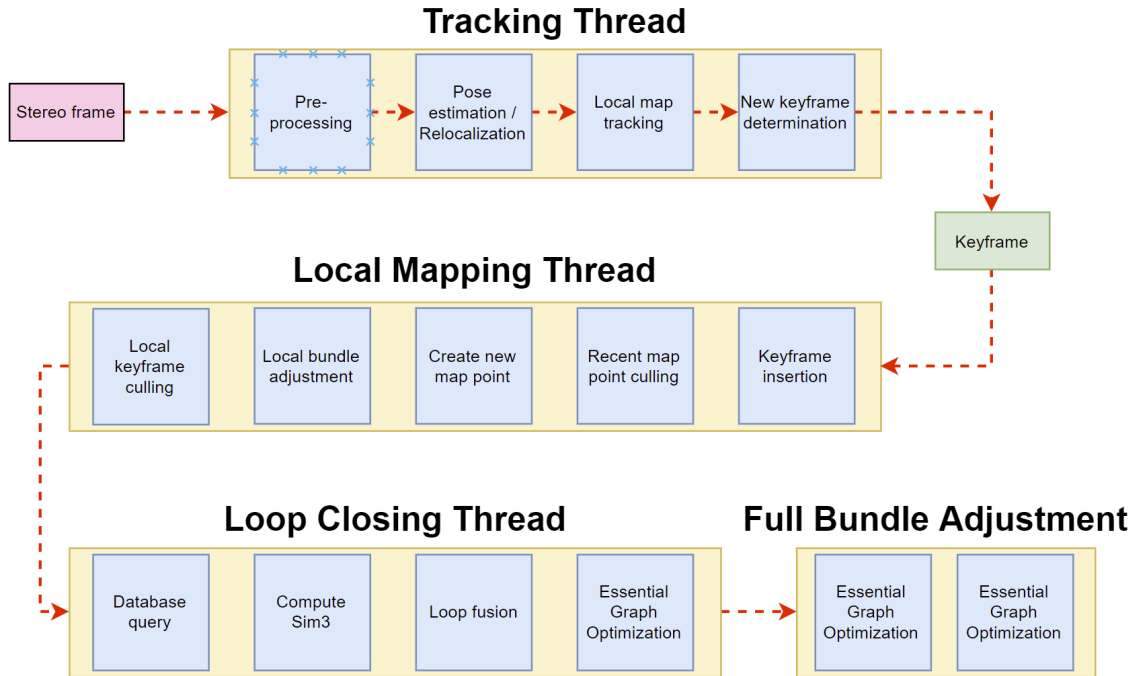 Tracking Thread
Stereo frame
Pre-
processing
Pose
estimation /
Relocalization
Local map
tracking
New keyframe
determination
Keyframe
Local Mapping Thread
Local
keyframe
culling
Local bundle
adjustment
Create new
map point
Recent map
point culling
Keyframe
insertion
Loop Closing Thread
Full Bundle Adjustment
Database
query
Compute
Sim3
Loop fusion
Essential
Graph
Optimization
Essential
Graph
Optimization
Essential
Graph
Optimization